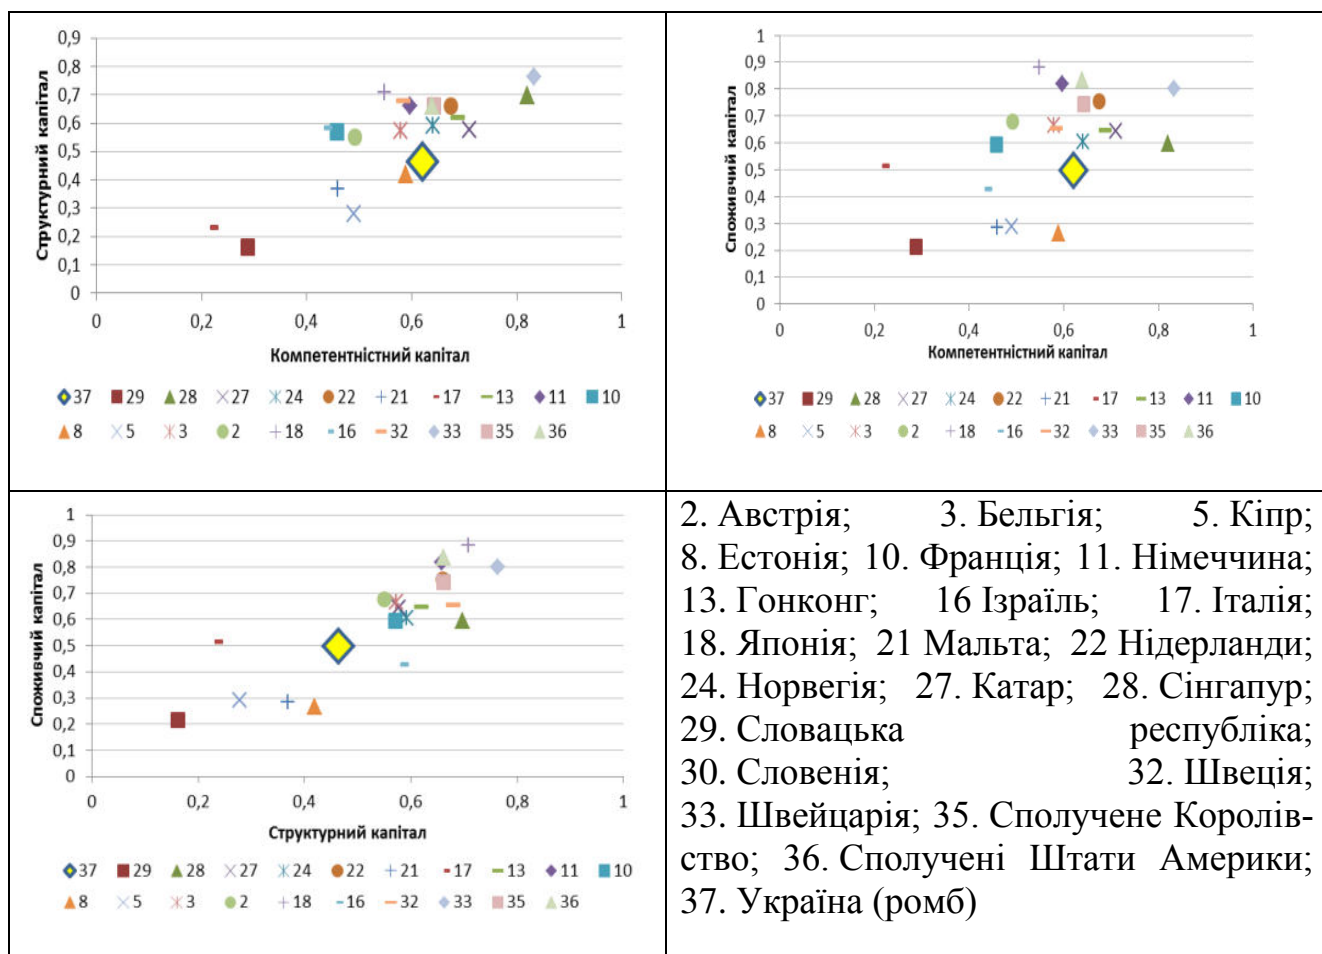 Структурний капітал
0,9
0,8
0,7
0,6
0,5
0,4
0,3
0,2
0,1
0
0 0,2 0,4 0,6 0,8 1
Компетентністний капітал
37 29 28 27 24 22 21 17 13 11 10
8 5 3 2 18 16 32 33 35 36
Споживчий капітал
1
0,9
0,8
0,7
0,6
0,5
0,4
0,3
0,2
0,1
0
0 0,2 0,4 0,6 0,8 1
Компетентністний капітал
37 29 28 27 24 22 21 17 13 11 10
8 5 3 2 18 16 32 33 35 36
Споживчий капітал
1
0,9
0,8
0,7
0,6
0,5
0,4
0,3
0,2
0,1
0
0 0,2 0,4 0,6 0,8 1
Структурний капітал
37 29 28 27 24 22 21 17 13 11 10
8 5 3 2 18 16 32 33 35 36
2. Австрія; 3. Бельгія; 5. Кіпр;
8. Естонія; 10. Франція; 11. Німеччина;
13. Гонконг; 16 Ізраїль; 17. Італія;
18. Японія; 21 Мальта; 22 Нідерланди;
24. Норвегія; 27. Катар; 28. Сінгапур;
29. Словацька республіка;
30. Словенія; 32. Швеція;
33. Швейцарія; 35. Сполучене Королів-
ство; 36. Сполучені Штати Америки;
37. Україна (ромб)